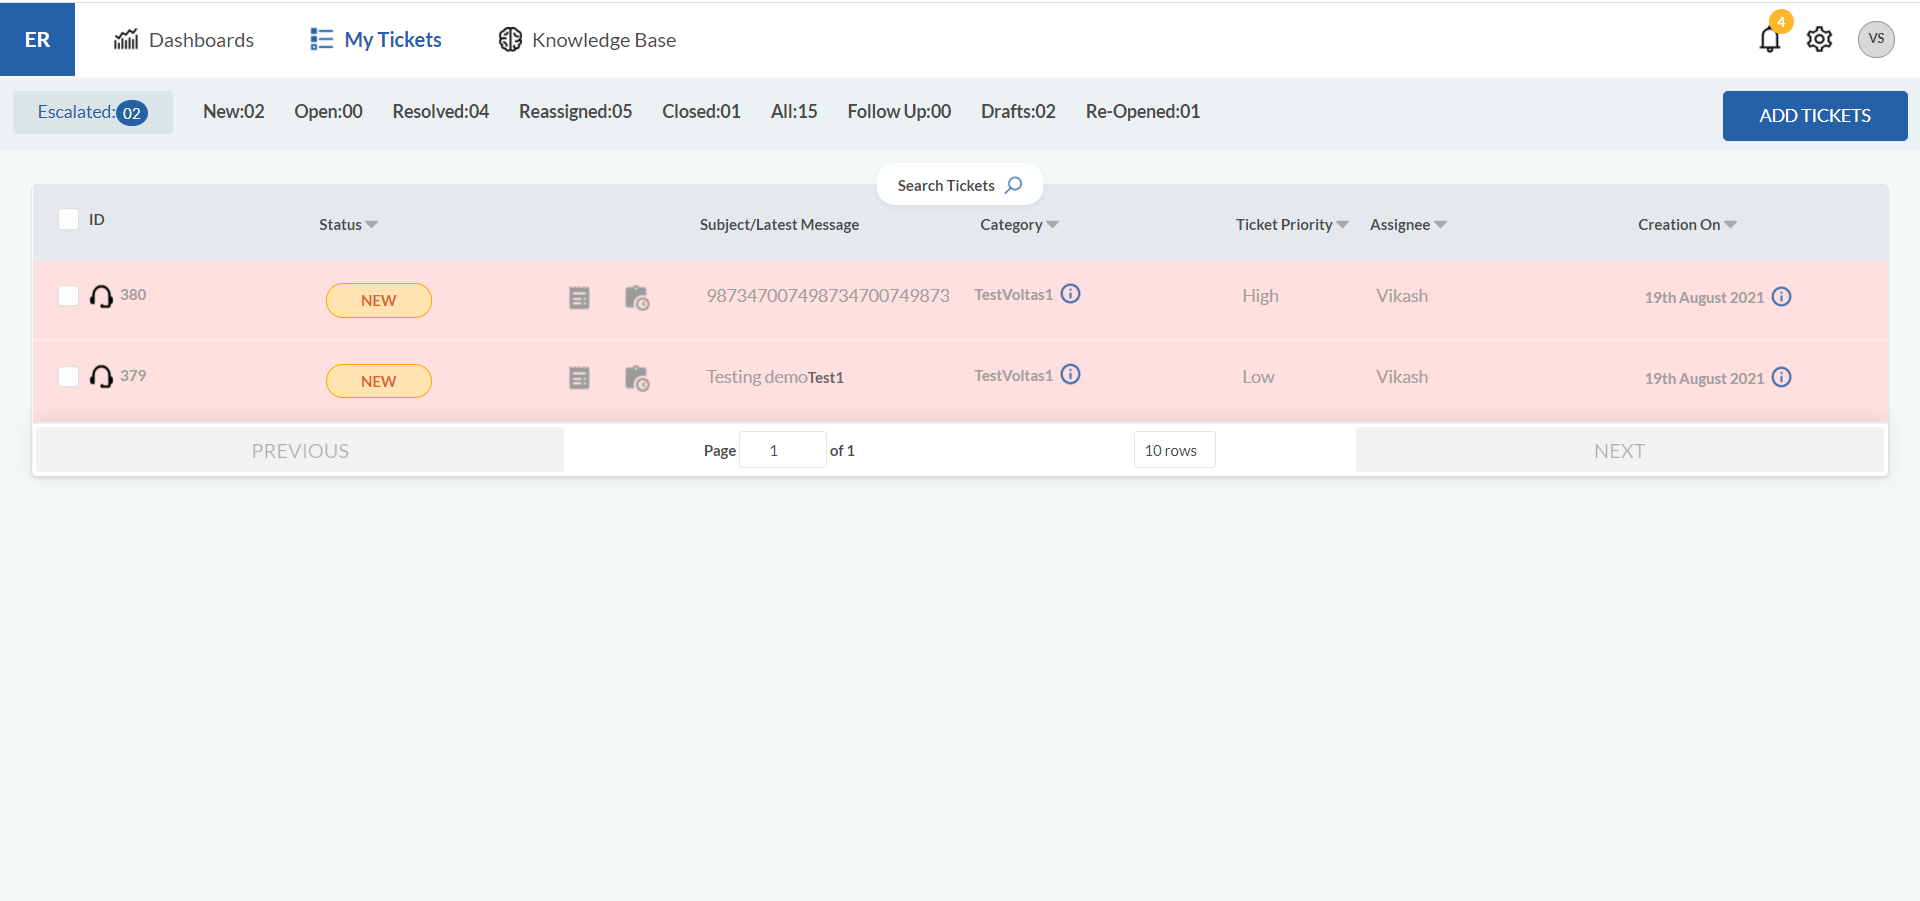 ER Dashboards My Tickets Knowledge Base 4 VS
Escalated:02 New:02 Open:00 Resolved:04 Reassigned:05 Closed:01 All:15 Follow Up:00 Drafts:02 Re-Opened:01 ADD TICKETS
Search Tickets
ID Status Subject/Latest Message Category Ticket Priority Assignee Creation On
380 NEW 987347007498734700749873 TestVoltas1 High Vikash 19th August 2021
379 NEW Testing demoTest1 TestVoltas1 Low Vikash 19th August 2021
PREVIOUS Page 1 of 1 10 rows NEXT